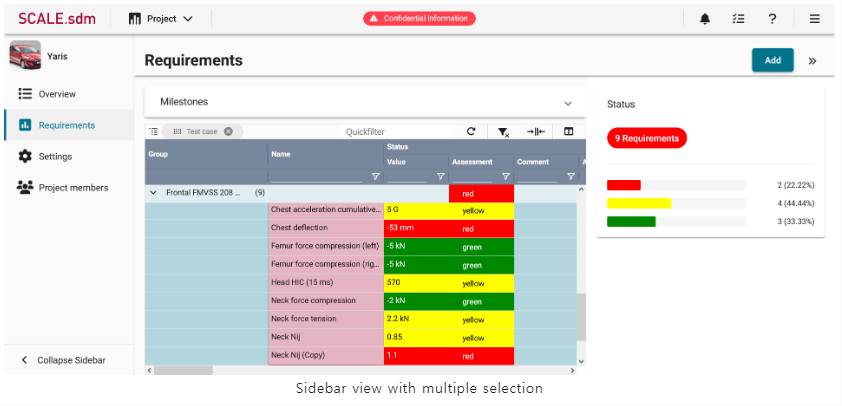 SCALE.sdm
Project
Confidential information
?
Yaris
Overview
Requirements
Settings
Project members
Collapse Sidebar
Requirements
Add
Milestones
Test case
Quickfilter
Group
Name
Status
Value
Assessment
Comment
A
Frontal FMVSS 208 ... (9) red
Chest acceleration cumulative... 5 G yellow
Chest deflection -53 mm red
Femur force compression (left) -5 kN green
Femur force compression (rig... -5 kN green
Head HIC (15 ms) 570 yellow
Neck force compression -2 kN green
Neck force tension 2.2 kN yellow
Neck Nij 0.85 yellow
Neck Nij (Copy) 1.1 red
Status
9 Requirements
2 (22.22%)
4 (44.44%)
3 (33.33%)
Sidebar view with multiple selection